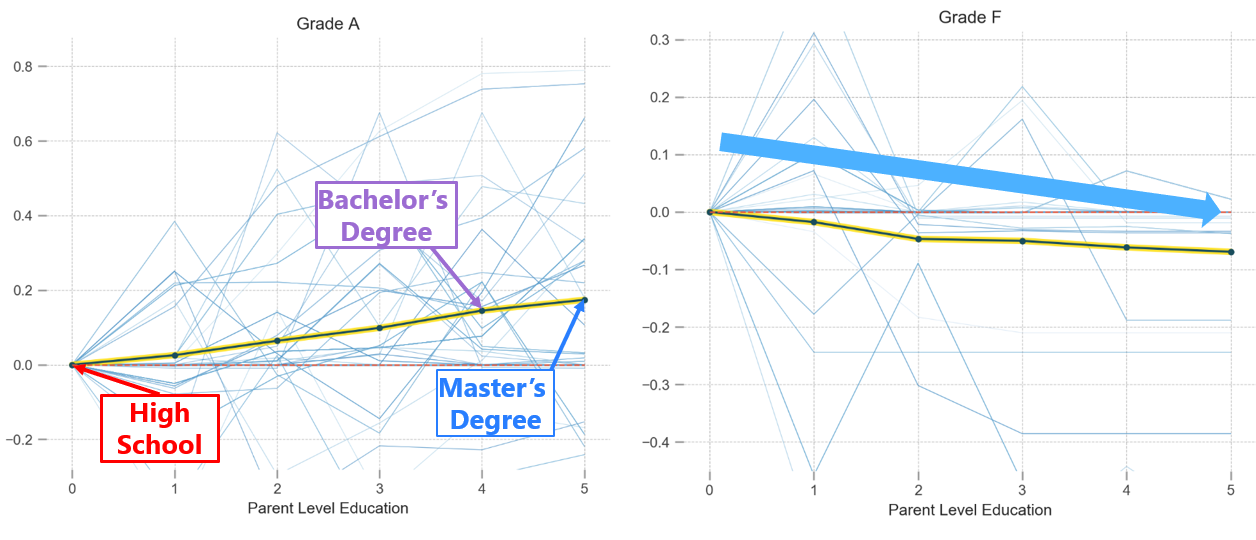 Grade A
0.8
0.6
0.4
0.2
0.0
−0.2
Bachelor's
Degree
Master's
Degree
High
School
0 1 2 3 4 5
Parent Level Education
Grade F
0.3
0.2
0.1
0.0
−0.1
−0.2
−0.3
−0.4
0 1 2 3 4 5
Parent Level Education